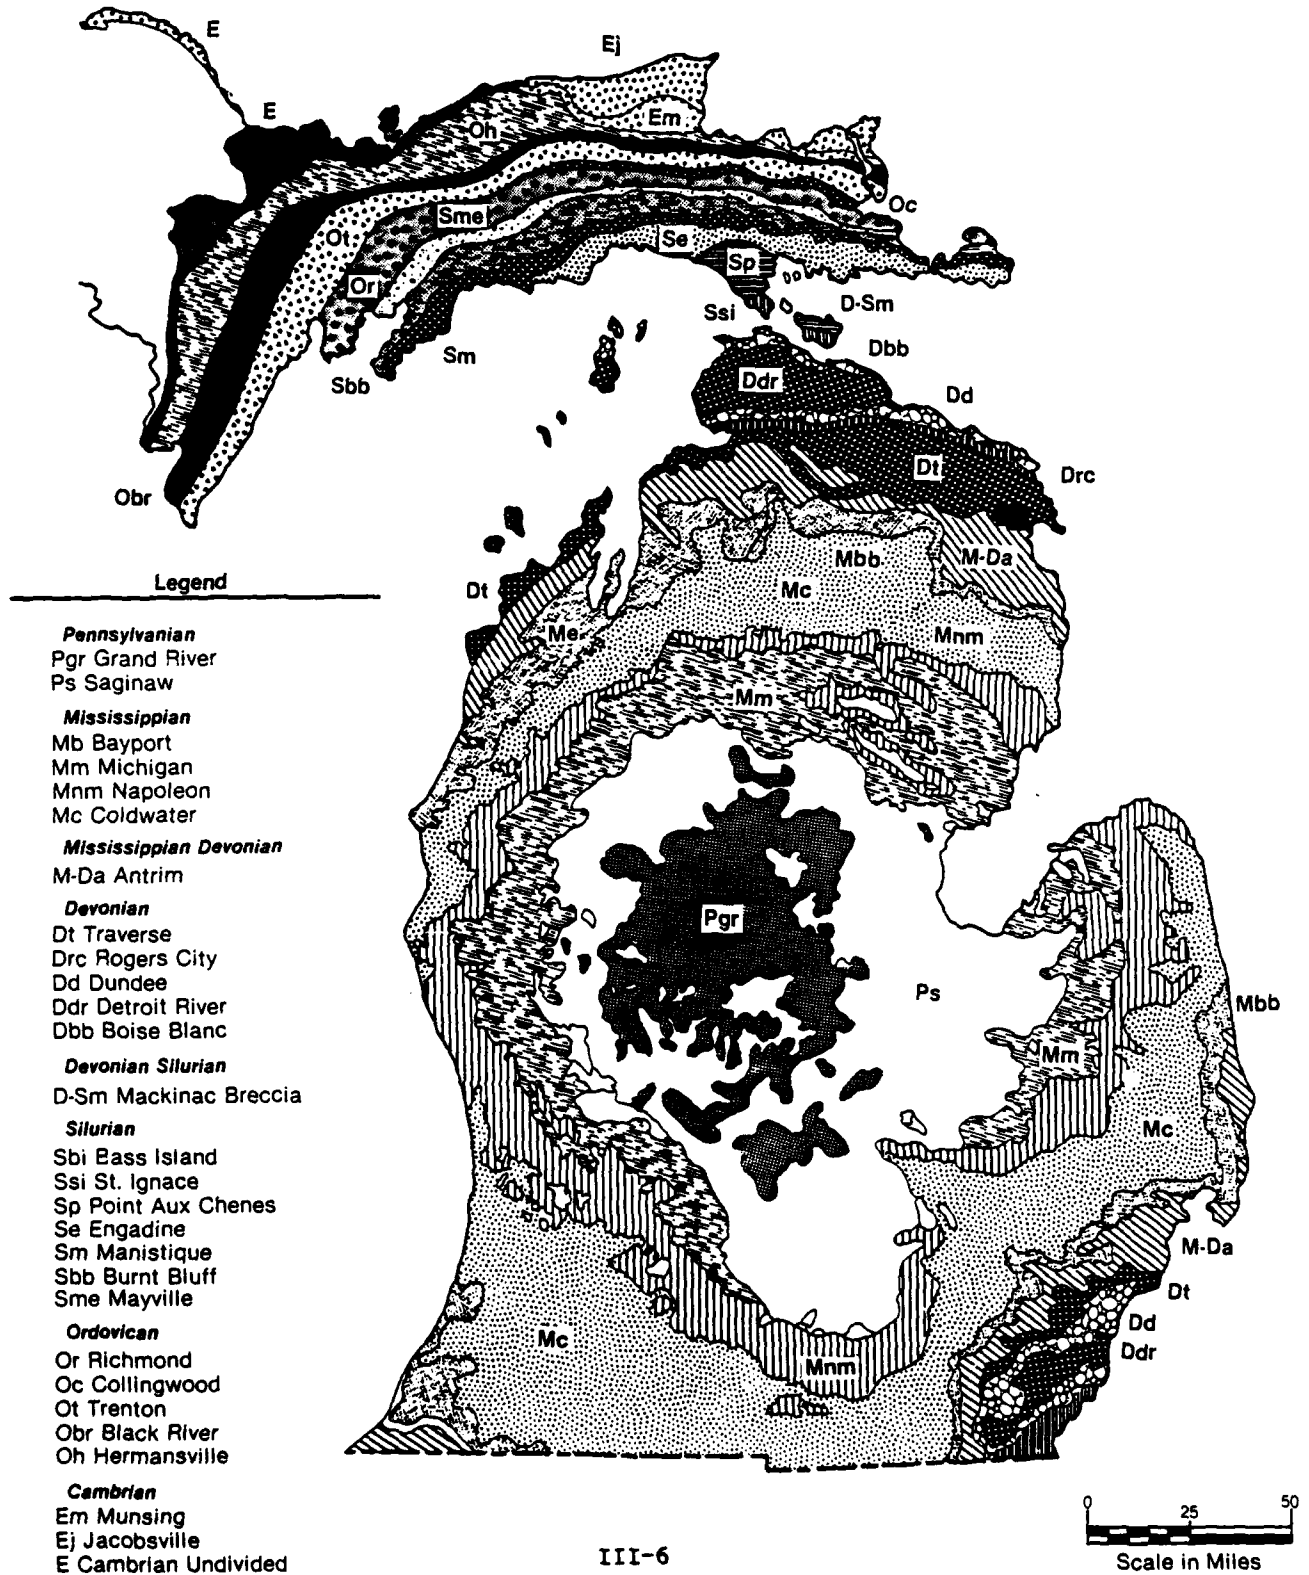 E
Ej
E
Em
Oh
Oc
Sme
Ot
Se
Sp
Or
D-Sm
Ssi
Dbb
Sm
Sbb
Ddr
Dd
Dt
Drc
Obr
Mbb
M-Da
Mc
Dt
Me
Mnm
Mm
Pgr
Ps
Mbb
Mm
Mc
M-Da
Dt
Dd
Ddr
Mc
Mnm
Legend
Pennsylvanian
Pgr Grand River
Ps Saginaw
Mississippian
Mb Bayport
Mm Michigan
Mnm Napoleon
Mc Coldwater
Mississippian Devonian
M-Da Antrim
Devonian
Dt Traverse
Drc Rogers City
Dd Dundee
Ddr Detroit River
Dbb Boise Blanc
Devonian Silurian
D-Sm Mackinac Breccia
Silurian
Sbi Bass Island
Ssi St. Ignace
Sp Point Aux Chenes
Se Engadine
Sm Manistique
Sbb Burnt Bluff
Sme Mayville
Ordovican
Or Richmond
Oc Collingwood
Ot Trenton
Obr Black River
Oh Hermansville
Cambrian
Em Munsing
Ej Jacobsville
E Cambrian Undivided
III-6
0 25 50
Scale in Miles